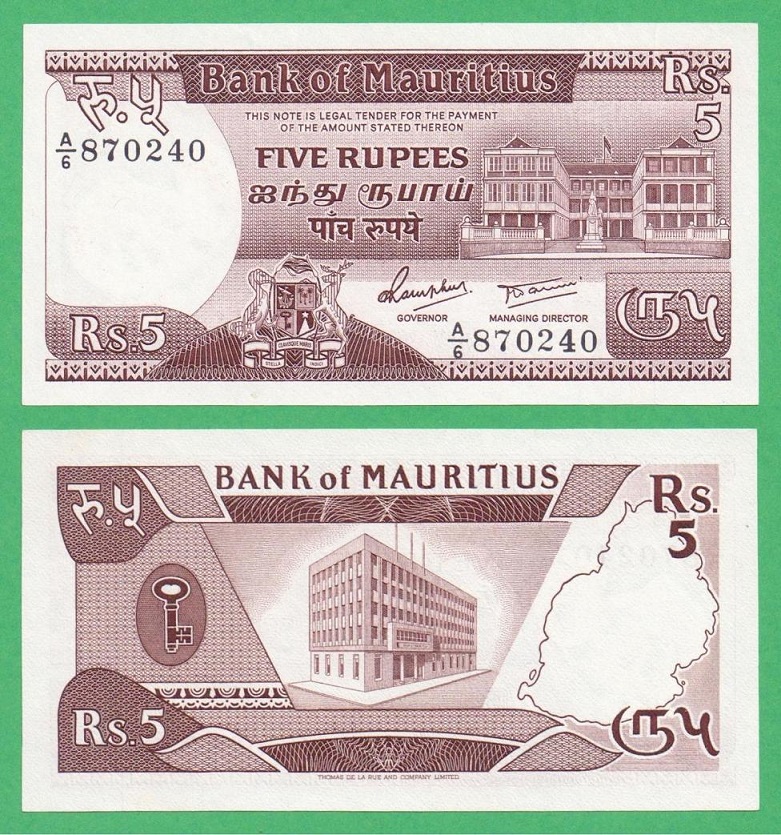 रु.५
Bank of Mauritius
Rs.
5
THIS NOTE IS LEGAL TENDER FOR THE PAYMENT
OF THE AMOUNT STATED THEREON
A/6 870240
FIVE RUPEES
ஐந்து ரூபாய்
पाँच रुपये
GOVERNOR
MANAGING DIRECTOR
Rs.5
A/6 870240
ரூ௫
STELLA CLAVISQUE MARIS INDICI
BANK of MAURITIUS
रु.५
Rs.
5
Rs.5
ரூ௫
THOMAS DE LA RUE AND COMPANY LIMITED.